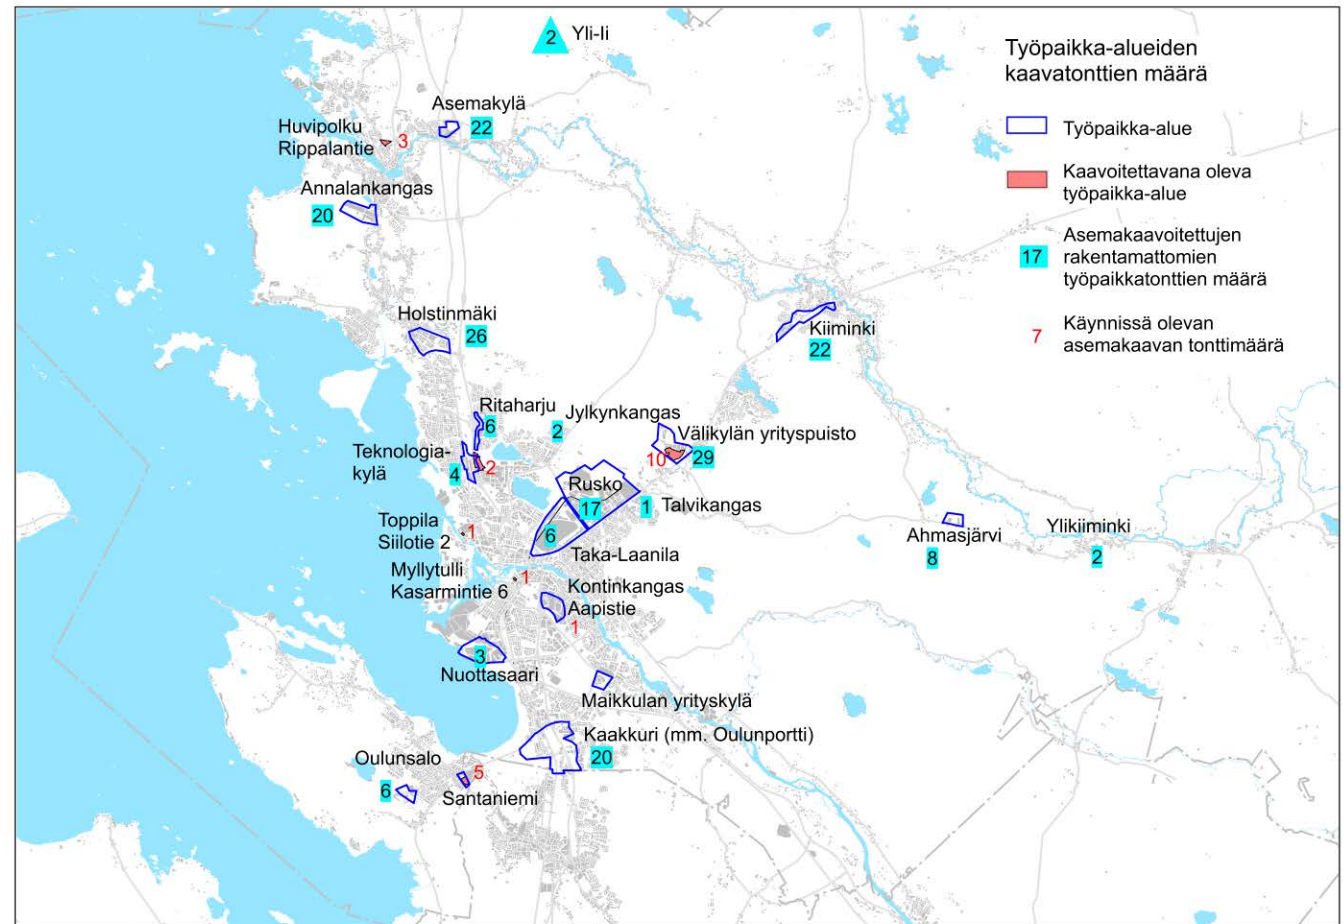 2
Yli-Ii
Työpaikka-alueiden
kaavatonttien määrä
Työpaikka-alue
Kaavoitettavana oleva
työpaikka-alue
17
Asemakaavoitettujen
rakentamattomien
työpaikkatonttien määrä
7
Käynnissä olevan
asemakaavan tonttimäärä
Asemakylä
22
Huvipolku
Rippalantie
3
Annalankangas
20
Holstinmäki
26
Kiiminki
22
Ritaharju
6
Jylkynkangas
2
Välikylän yrityspuisto
10
29
Teknologia-
kylä
4
2
Rusko
17
1
Talvikangas
Toppila
Siilotie 2
1
6
Taka-Laanila
Ahmasjärvi
8
Ylikiiminki
2
Myllytulli
Kasarmintie 6
1
Kontinkangas
Aapistie
1
3
Nuottasaari
Maikkulan yrityskylä
Kaakkuri (mm. Oulunportti)
20
Oulunsalo
6
5
Santaniemi